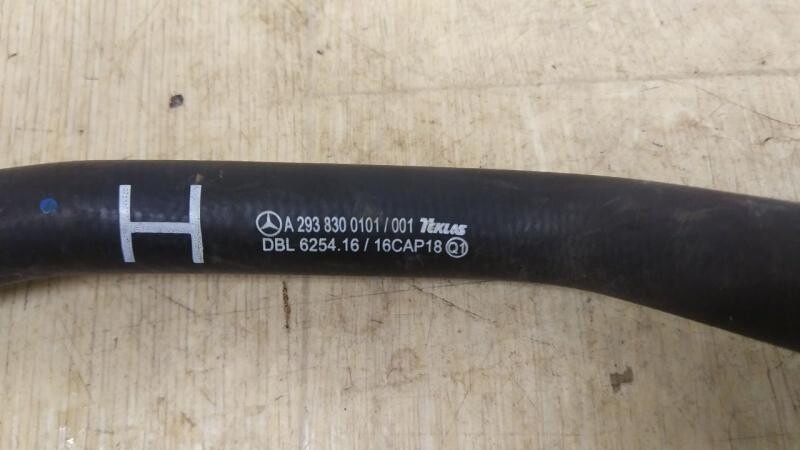 H
A 293 830 0101 / 001 TEKLAS
DBL 6254.16 / 16CAP18 Q1